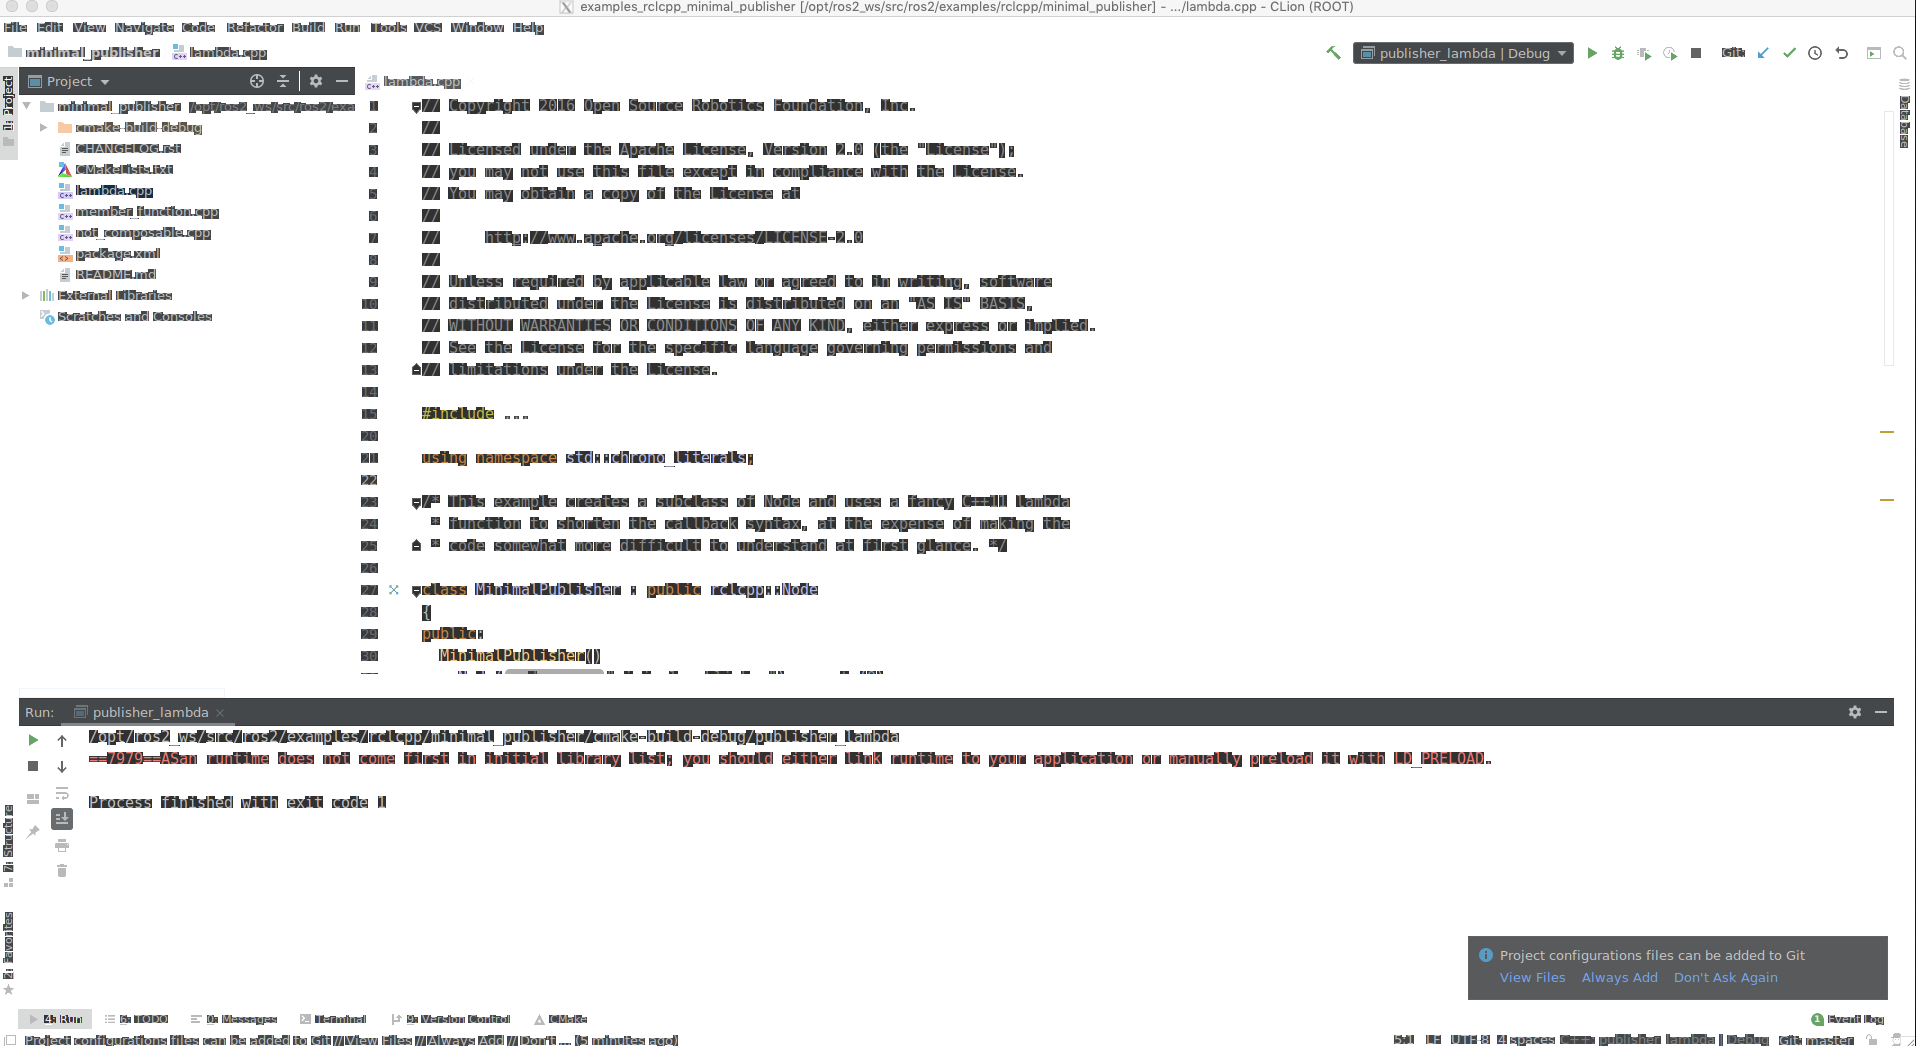 examples_rclcpp_minimal_publisher [/opt/ros2_ws/src/ros2/examples/rclcpp/minimal_publisher] - .../lambda.cpp - CLion (ROOT)
File Edit View Navigate Code Refactor Build Run Tools VCS Window Help
minimal_publisher lambda.cpp publisher_lambda | Debug Git:
1: Project
Project
lambda.cpp
Database
minimal_publisher /opt/ros2_ws/src/ros2/exa
cmake-build-debug
CHANGELOG.rst
CMakeLists.txt
lambda.cpp
member_function.cpp
not_composable.cpp
package.xml
README.md
External Libraries
Scratches and Consoles
1 // Copyright 2016 Open Source Robotics Foundation, Inc.
2 //
3 // Licensed under the Apache License, Version 2.0 (the "License");
4 // you may not use this file except in compliance with the License.
5 // You may obtain a copy of the License at
6 //
7 //     http://www.apache.org/licenses/LICENSE-2.0
8 //
9 // Unless required by applicable law or agreed to in writing, software
10 // distributed under the License is distributed on an "AS IS" BASIS,
11 // WITHOUT WARRANTIES OR CONDITIONS OF ANY KIND, either express or implied.
12 // See the License for the specific language governing permissions and
13 // limitations under the License.
14
15 #include ...
20
21 using namespace std::chrono_literals;
22
23 /* This example creates a subclass of Node and uses a fancy C++11 lambda
24  * function to shorten the callback syntax, at the expense of making the
25  * code somewhat more difficult to understand at first glance. */
26
27 class MinimalPublisher : public rclcpp::Node
28 {
29 public:
30   MinimalPublisher()
Run: publisher_lambda
/opt/ros2_ws/src/ros2/examples/rclcpp/minimal_publisher/cmake-build-debug/publisher_lambda
==7979==ASan runtime does not come first in initial library list; you should either link runtime to your application or manually preload it with LD_PRELOAD.
Process finished with exit code 1
7: Structure
2: Favorites
Project configurations files can be added to Git
View Files Always Add Don't Ask Again
4: Run 6: TODO 0: Messages Terminal 9: Version Control CMake 1 Event Log
Project configurations files can be added to Git // View Files // Always Add // Don't ... (5 minutes ago) 5:1 LF UTF-8 4 spaces C++: publisher_lambda | Debug Git: master